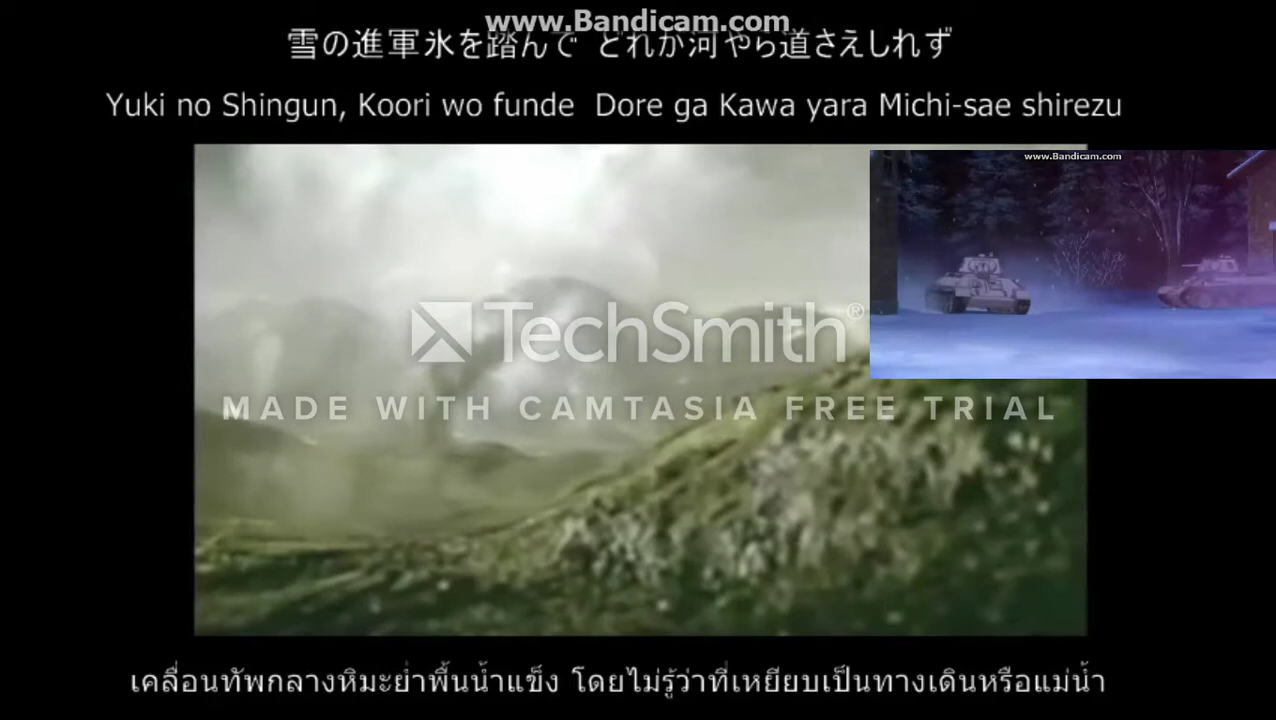 www.Bandicam.com
雪の進軍氷を踏んで どれが河やら道さえしれず
Yuki no Shingun, Koori wo funde Dore ga Kawa yara Michi-sae shirezu
www.Bandicam.com
TechSmith®
MADE WITH CAMTASIA FREE TRIAL
เคลื่อนทัพกลางหิมะย่ำพื้นน้ำแข็ง โดยไม่รู้ว่าที่เหยียบเป็นทางเดินหรือแม่น้ำ